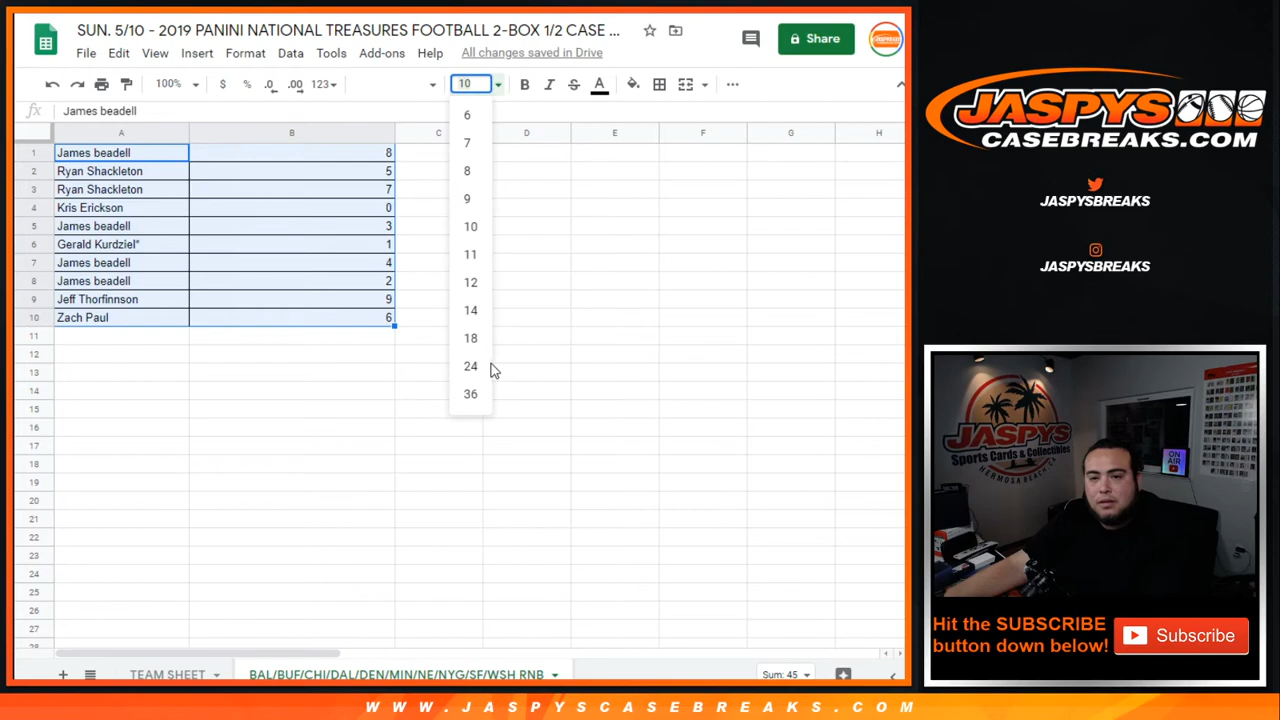 SUN. 5/10 - 2019 PANINI NATIONAL TREASURES FOOTBALL 2-BOX 1/2 CASE ...
File Edit View Insert Format Data Tools Add-ons Help All changes saved in Drive
Share
100% $ % .0 .00 123 10 B I S A
fx James beadell
A B C D E F G H
1 James beadell 8
2 Ryan Shackleton 5
3 Ryan Shackleton 7
4 Kris Erickson 0
5 James beadell 3
6 Gerald Kurdziel* 1
7 James beadell 4
8 James beadell 2
9 Jeff Thorfinnson 9
10 Zach Paul 6
11
12
13
14
15
16
17
18
19
20
21
22
23
24
25
26
27
28
6
7
8
9
10
11
12
14
18
24
36
TEAM SHEET BAL/BUF/CHI/DAL/DEN/MIN/NE/NYG/SF/WSH RNB Sum: 45
JASPYS
CASEBREAKS.COM
JASPYSBREAKS
JASPYSBREAKS
JASPYS
Sports Cards & Collectibles
HERMOSA BEACH, CA
ON AIR
Hit the SUBSCRIBE
button down below!
Subscribe
WWW.JASPYSCASEBREAKS.COM